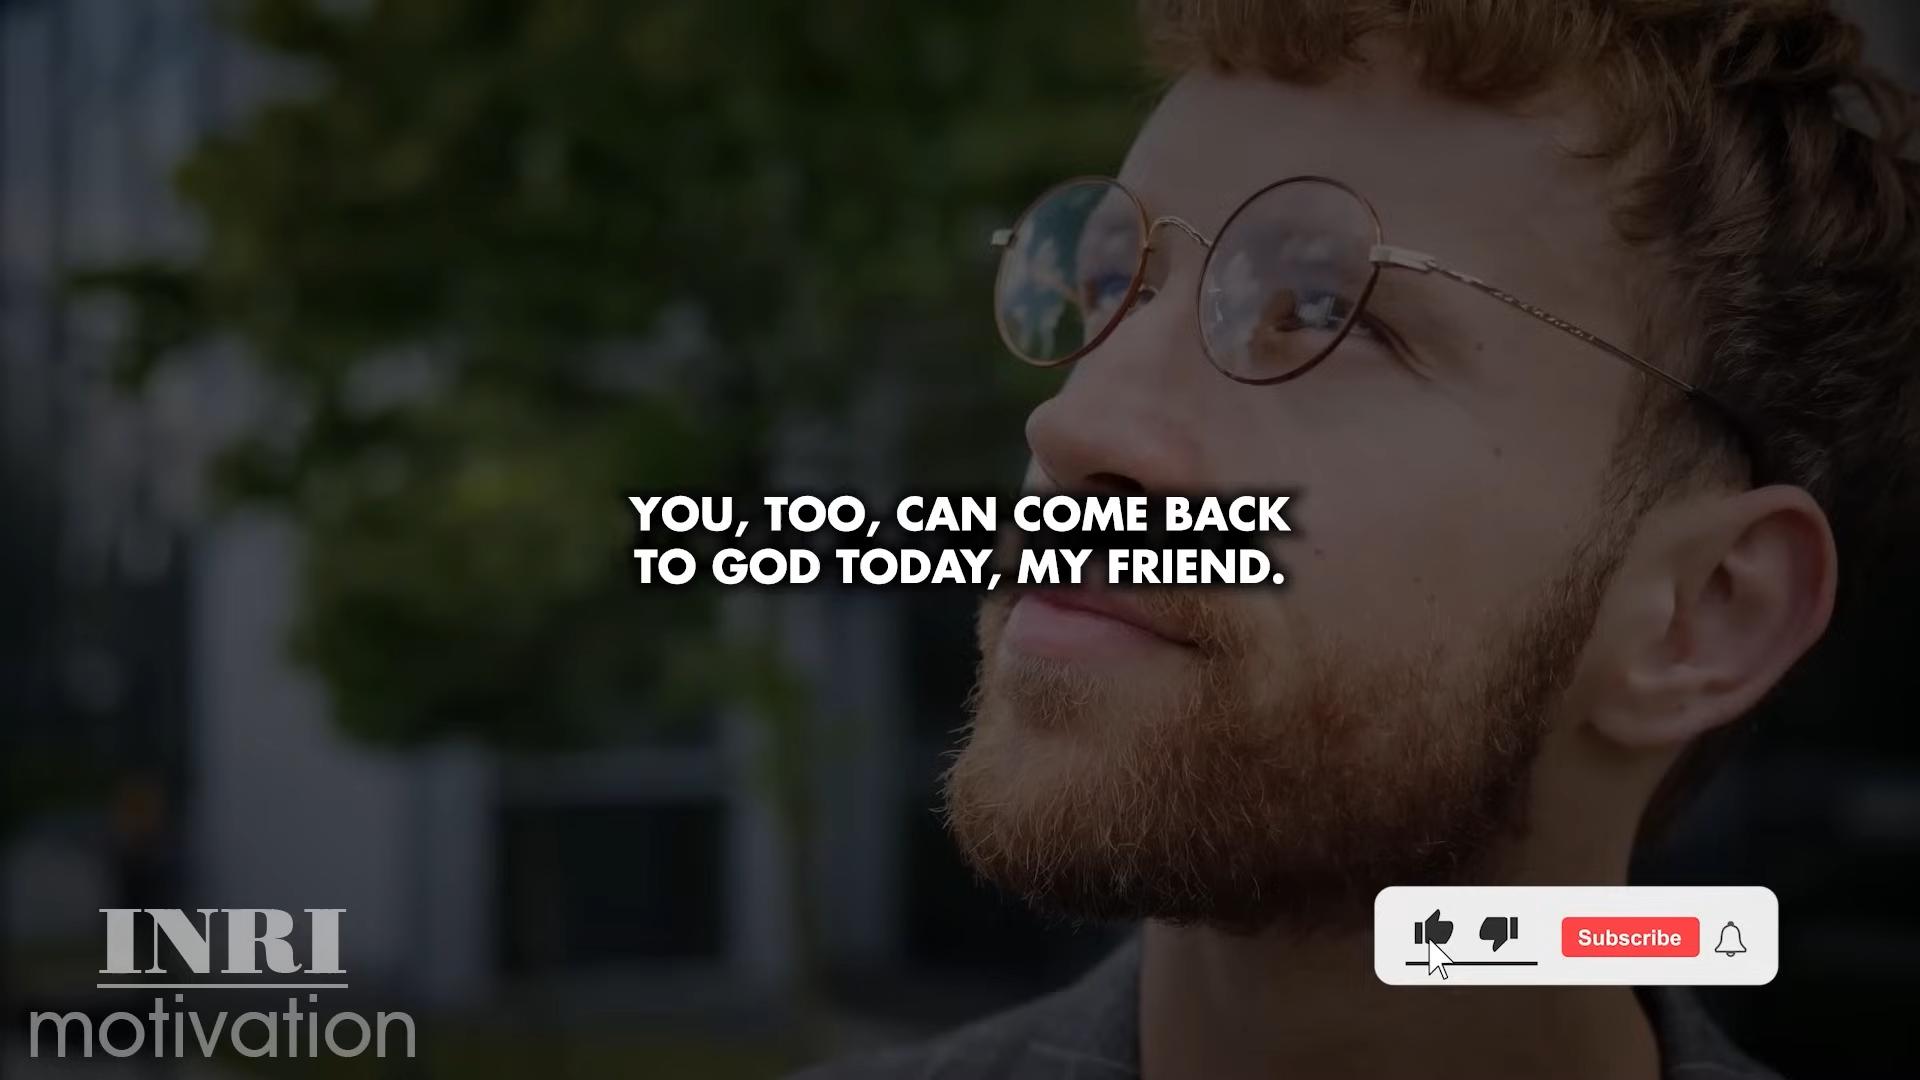 YOU, TOO, CAN COME BACK
TO GOD TODAY, MY FRIEND.
INRI
motivation
Subscribe